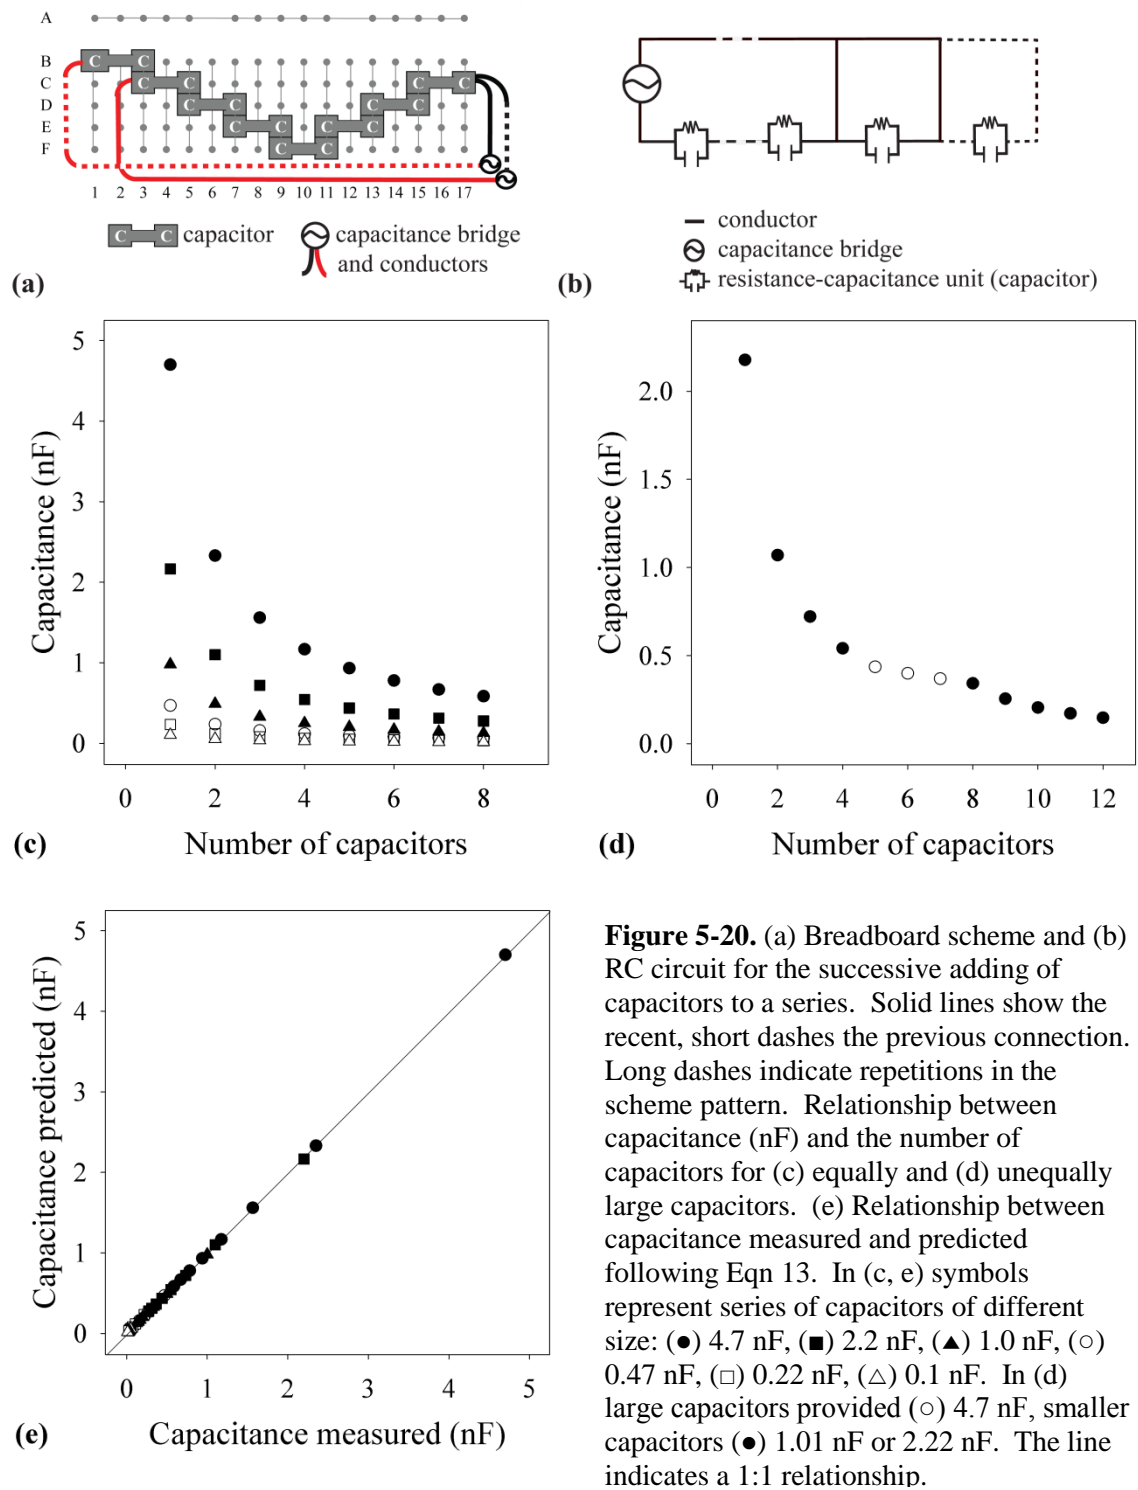 A
B
C
D
E
F
C C
C C C C
C C C C
C C C C
C C
1 2 3 4 5 6 7 8 9 10 11 12 13 14 15 16 17
C C capacitor
capacitance bridge
and conductors
(a)
conductor
capacitance bridge
resistance-capacitance unit (capacitor)
(b)
Capacitance (nF)
5
4
3
2
1
0
0 2 4 6 8
(c) Number of capacitors
Capacitance (nF)
2.0
1.5
1.0
0.5
0.0
0 2 4 6 8 10 12
(d) Number of capacitors
Capacitance predicted (nF)
5
4
3
2
1
0
0 1 2 3 4 5
(e) Capacitance measured (nF)
Figure 5-20. (a) Breadboard scheme and (b)
RC circuit for the successive adding of
capacitors to a series. Solid lines show the
recent, short dashes the previous connection.
Long dashes indicate repetitions in the
scheme pattern. Relationship between
capacitance (nF) and the number of
capacitors for (c) equally and (d) unequally
large capacitors. (e) Relationship between
capacitance measured and predicted
following Eqn 13. In (c, e) symbols
represent series of capacitors of different
size: (●) 4.7 nF, (■) 2.2 nF, (▲) 1.0 nF, (○)
0.47 nF, (□) 0.22 nF, (△) 0.1 nF. In (d)
large capacitors provided (○) 4.7 nF, smaller
capacitors (●) 1.01 nF or 2.22 nF. The line
indicates a 1:1 relationship.